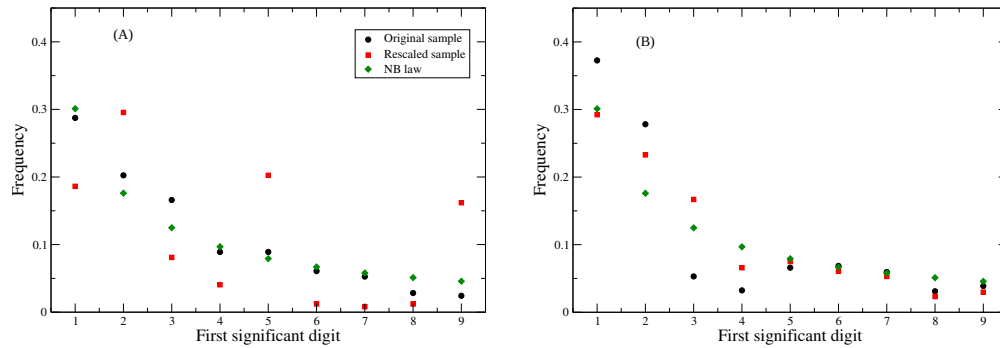 (A)
Original sample
Rescaled sample
NB law
Frequency
0.4
0.3
0.2
0.1
0
1 2 3 4 5 6 7 8 9
First significant digit
(B)
Frequency
0.4
0.3
0.2
0.1
0
1 2 3 4 5 6 7 8 9
First significant digit